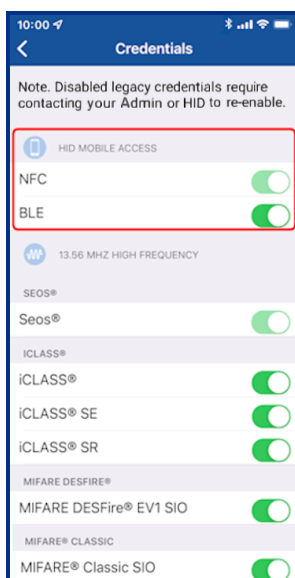 10:00
Credentials
Note. Disabled legacy credentials require
contacting your Admin or HID to re-enable.
HID MOBILE ACCESS
NFC
BLE
13.56 MHZ HIGH FREQUENCY
SEOS®
Seos®
ICLASS®
iCLASS®
iCLASS® SE
iCLASS® SR
MIFARE DESFIRE®
MIFARE DESFire® EV1 SIO
MIFARE® CLASSIC
MIFARE® Classic SIO